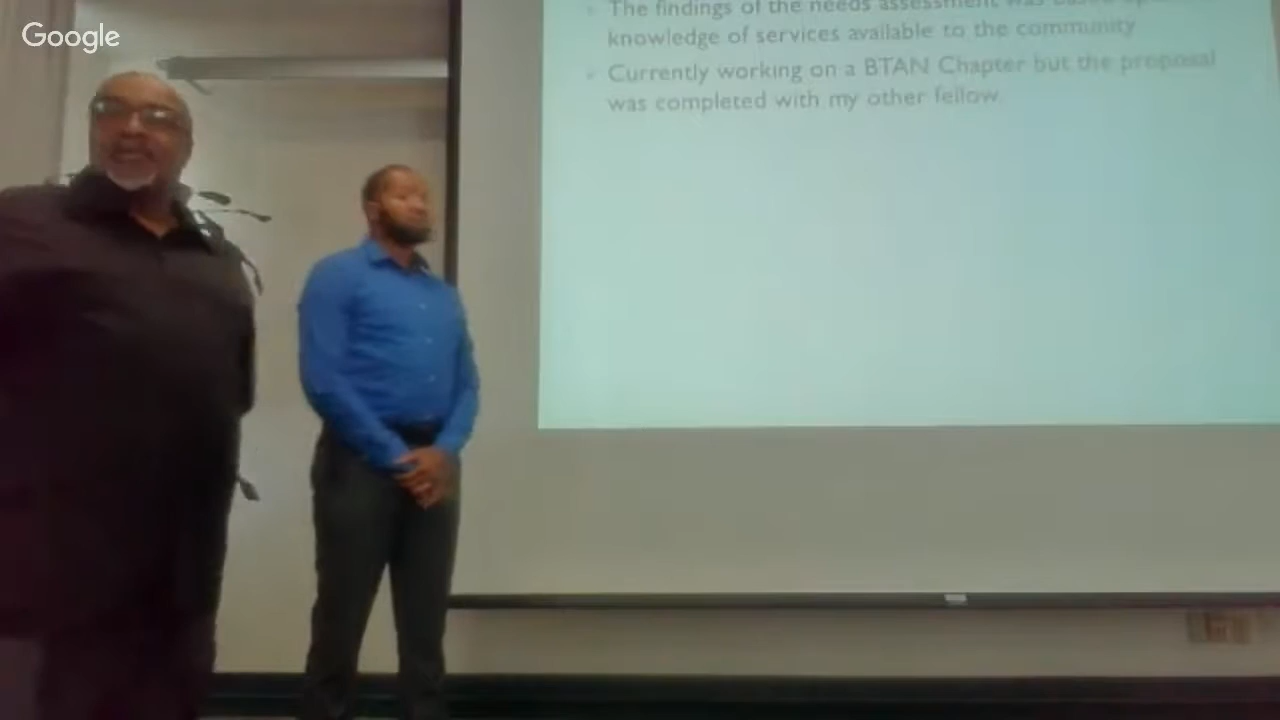 Google
The findings of the needs assessment was based
knowledge of services available to the community
Currently working on a BTAN Chapter but the proposal
was completed with my other fellow.